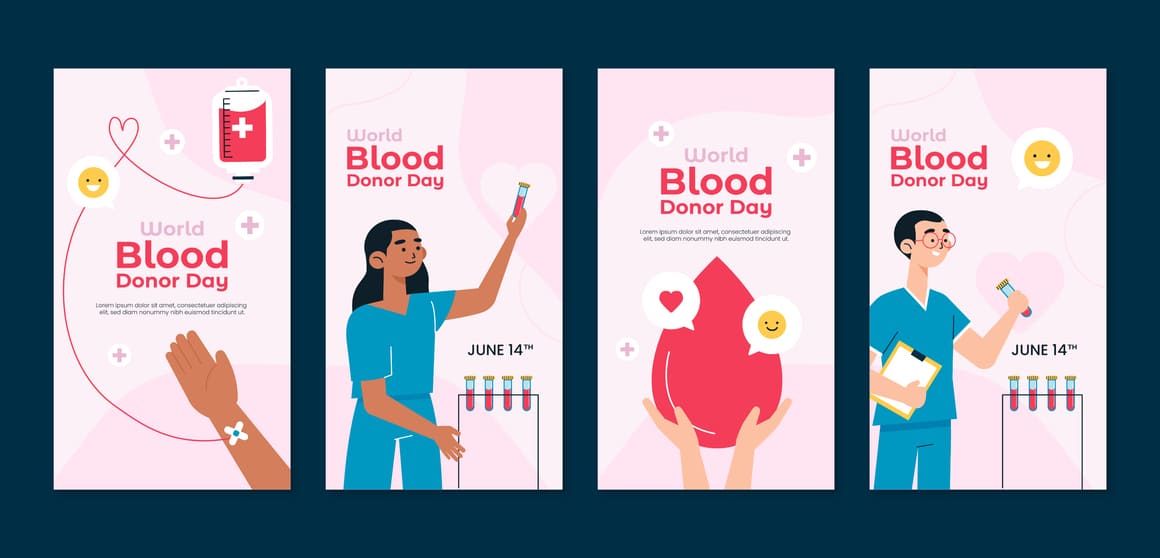 World
Blood
Donor Day
Lorem ipsum dolor sit amet, consectetuer adipiscing
elit, sed diam nonummy nibh euismod tincidunt ut.
World
Blood
Donor Day
JUNE 14TH
World
Blood
Donor Day
Lorem ipsum dolor sit amet, consectetuer adipiscing
elit, sed diam nonummy nibh euismod tincidunt ut.
World
Blood
Donor Day
JUNE 14TH